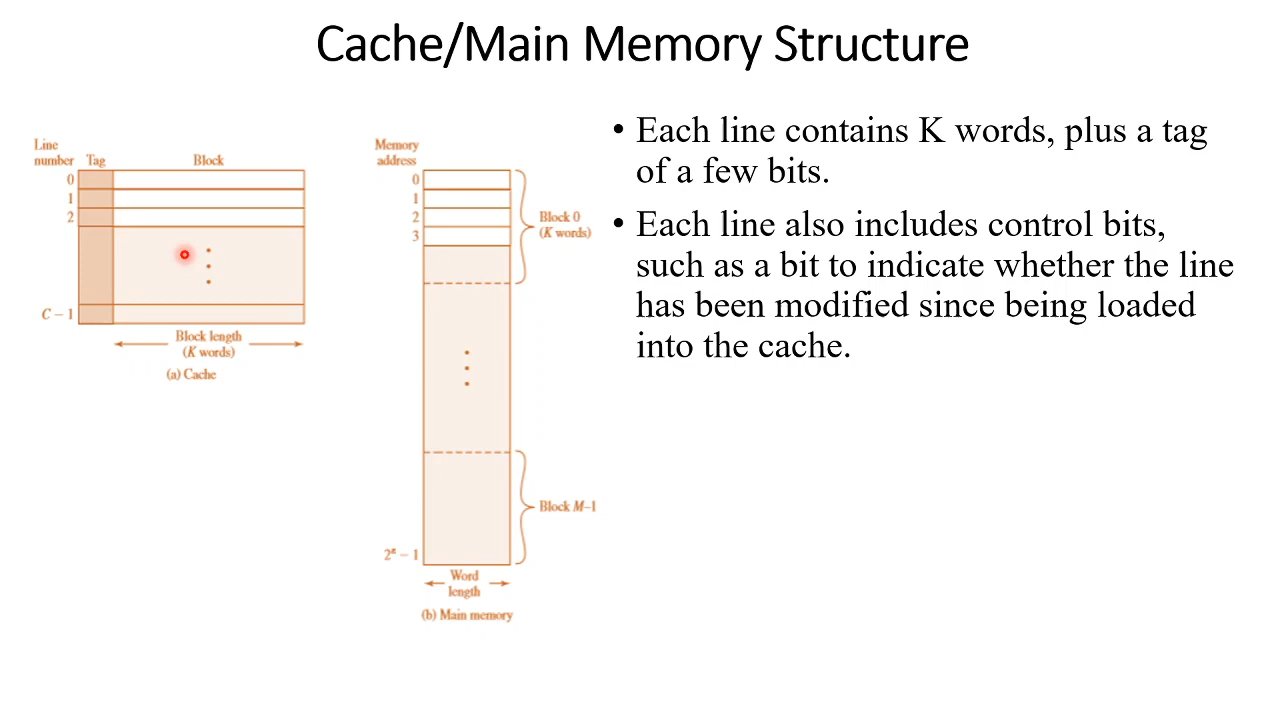 Cache/Main Memory Structure
Line
number Tag Block
0
1
2
C – 1
Block length
(K words)
(a) Cache
Memory
address
0
1
2
3
Block 0
(K words)
Block M–1
2ⁿ – 1
Word
length
(b) Main memory
• Each line contains K words, plus a tag
of a few bits.
• Each line also includes control bits,
such as a bit to indicate whether the line
has been modified since being loaded
into the cache.